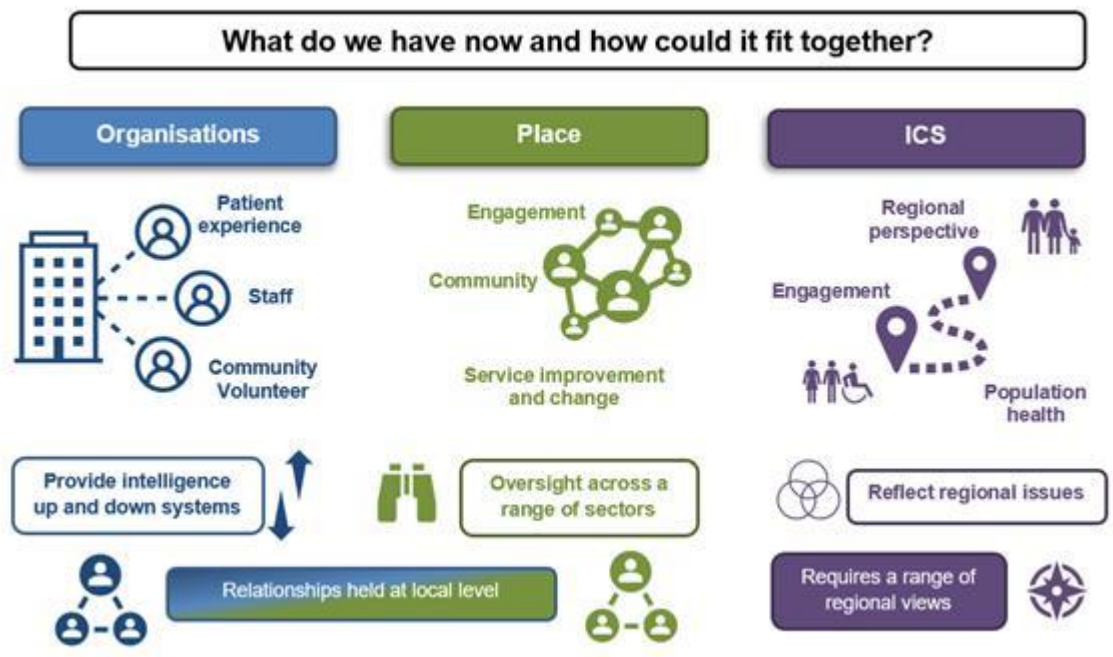 What do we have now and how could it fit together?
Organisations
Patient
experience
Staff
Community
Volunteer
Provide intelligence
up and down systems
Place
Engagement
Community
Service improvement
and change
Oversight across a
range of sectors
Relationships held at local level
ICS
Regional
perspective
Engagement
Population
health
Reflect regional issues
Requires a range of
regional views